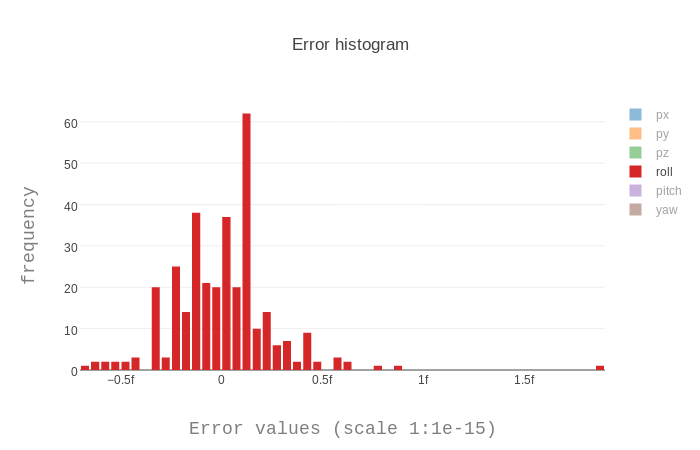 Error histogram
frequency
60
50
40
30
20
10
0
−0.5f 0 0.5f 1f 1.5f
Error values (scale 1:1e-15)
px
py
pz
roll
pitch
yaw